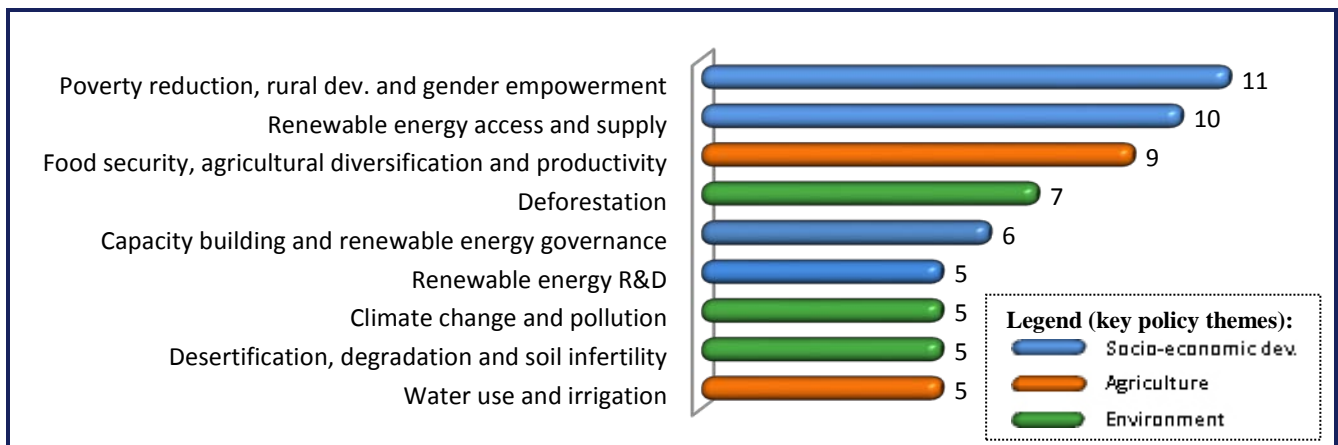 Poverty reduction, rural dev. and gender empowerment 11
Renewable energy access and supply 10
Food security, agricultural diversification and productivity 9
Deforestation 7
Capacity building and renewable energy governance 6
Renewable energy R&D 5
Climate change and pollution 5
Desertification, degradation and soil infertility 5
Water use and irrigation 5
Legend (key policy themes):
Socio-economic dev.
Agriculture
Environment